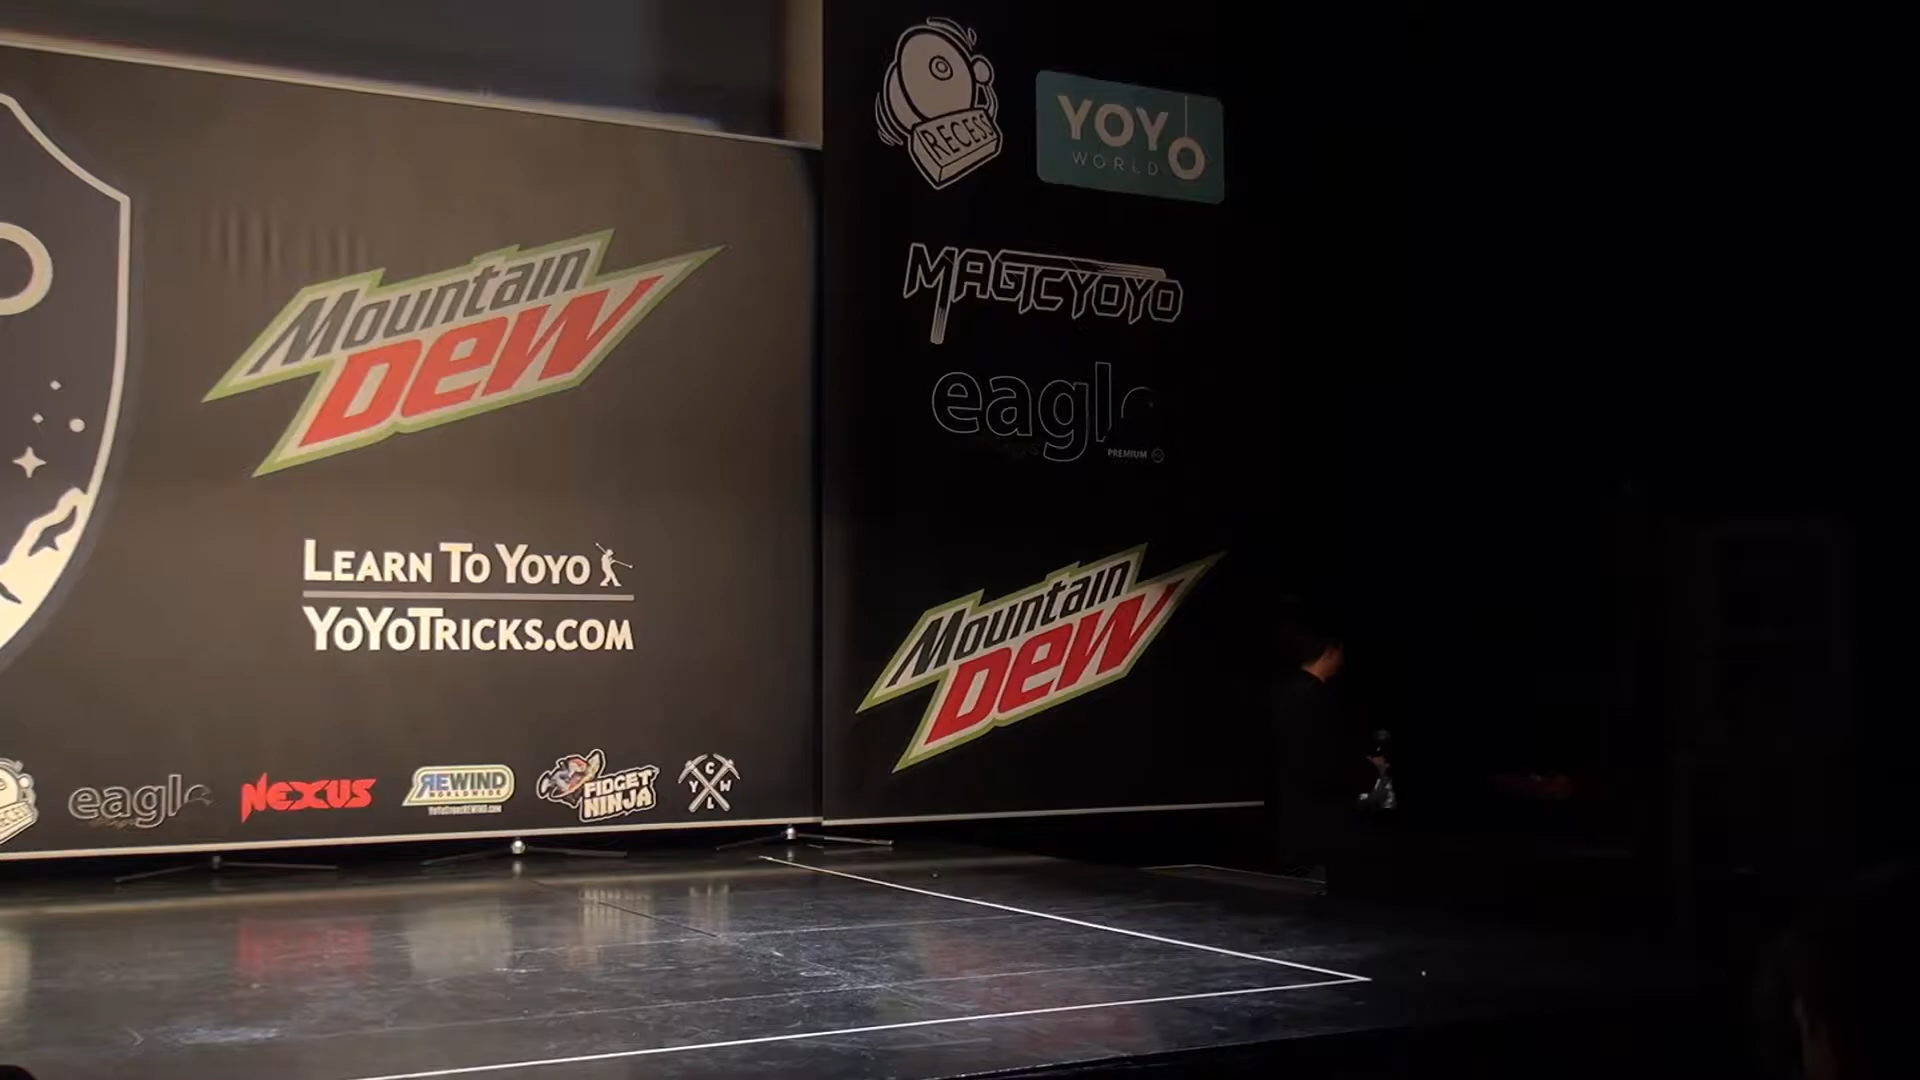 Mountain
Dew
LEARN TO YOYO
YOYOTRICKS.COM
RECESS
eagle
NEXUS
REWIND
WORLDWIDE
FIDGET
NINJA
C
Y W
L
RECESS
YOYO
WORLD
MAGICYOYO
eagle
PREMIUM
Mountain
Dew